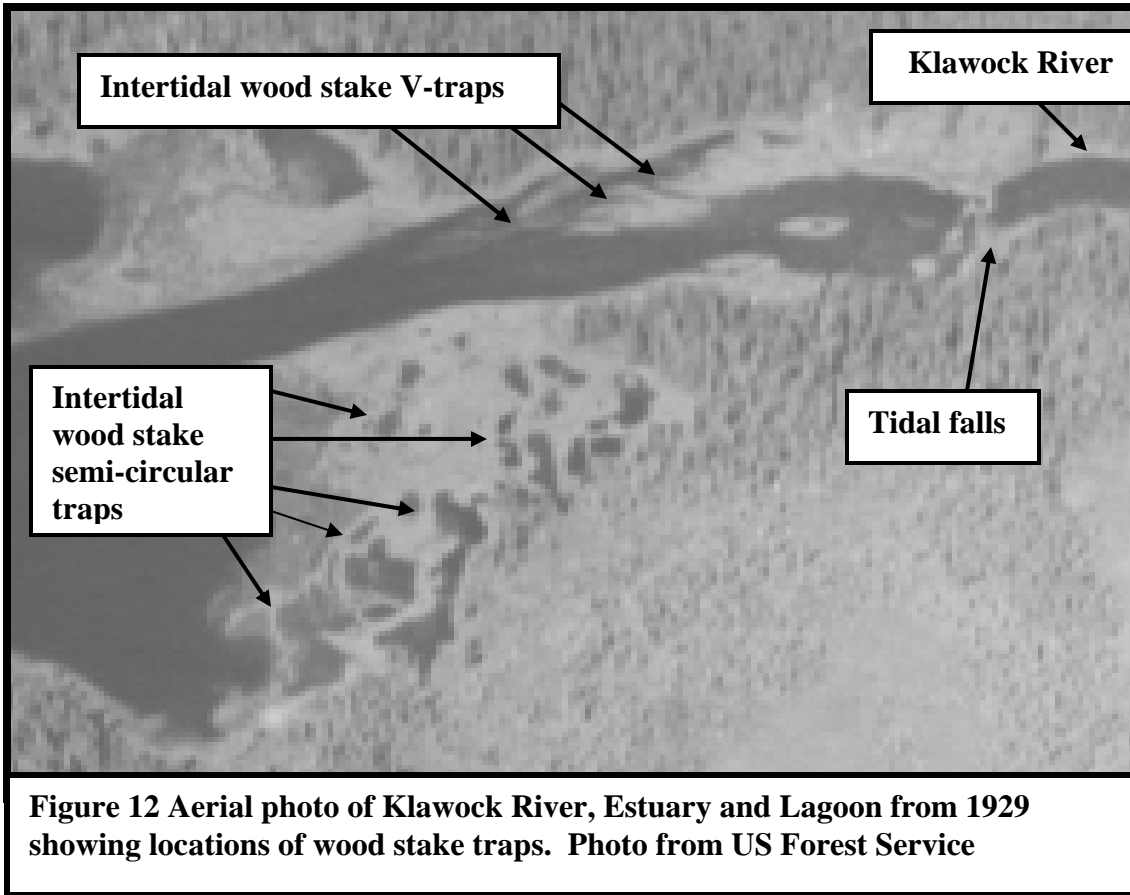 Intertidal wood stake V-traps
Klawock River
Intertidal
wood stake
semi-circular
traps
Tidal falls
Figure 12 Aerial photo of Klawock River, Estuary and Lagoon from 1929
showing locations of wood stake traps.  Photo from US Forest Service